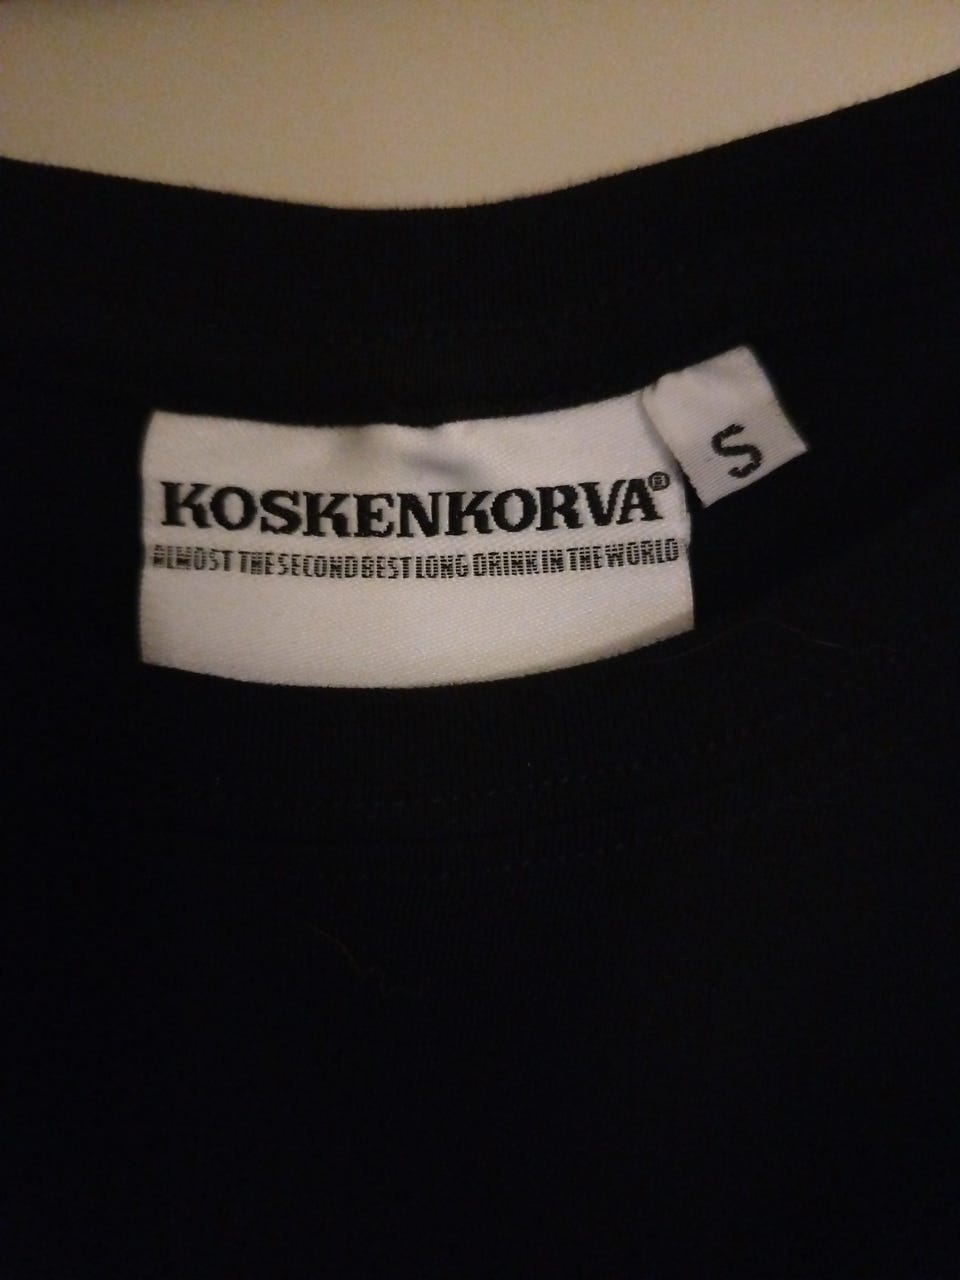 KOSKENKORVA®
ALMOST THE SECOND BEST LONG DRINK IN THE WORLD
S